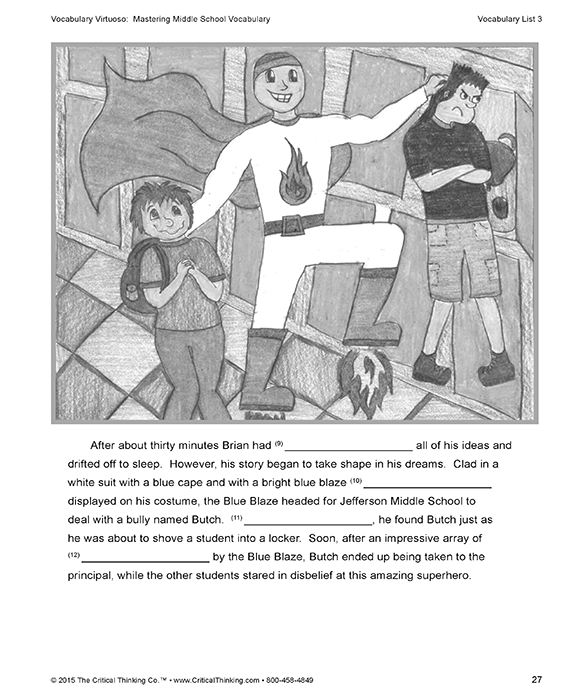 Vocabulary Virtuoso: Mastering Middle School Vocabulary Vocabulary List 3
After about thirty minutes Brian had (9) ____________________ all of his ideas and
drifted off to sleep. However, his story began to take shape in his dreams. Clad in a
white suit with a blue cape and with a bright blue blaze (10) ____________________
displayed on his costume, the Blue Blaze headed for Jefferson Middle School to
deal with a bully named Butch. (11) ____________________, he found Butch just as
he was about to shove a student into a locker. Soon, after an impressive array of
(12) ____________________ by the Blue Blaze, Butch ended up being taken to the
principal, while the other students stared in disbelief at this amazing superhero.
© 2015 The Critical Thinking Co.™ • www.CriticalThinking.com • 800-458-4849 27